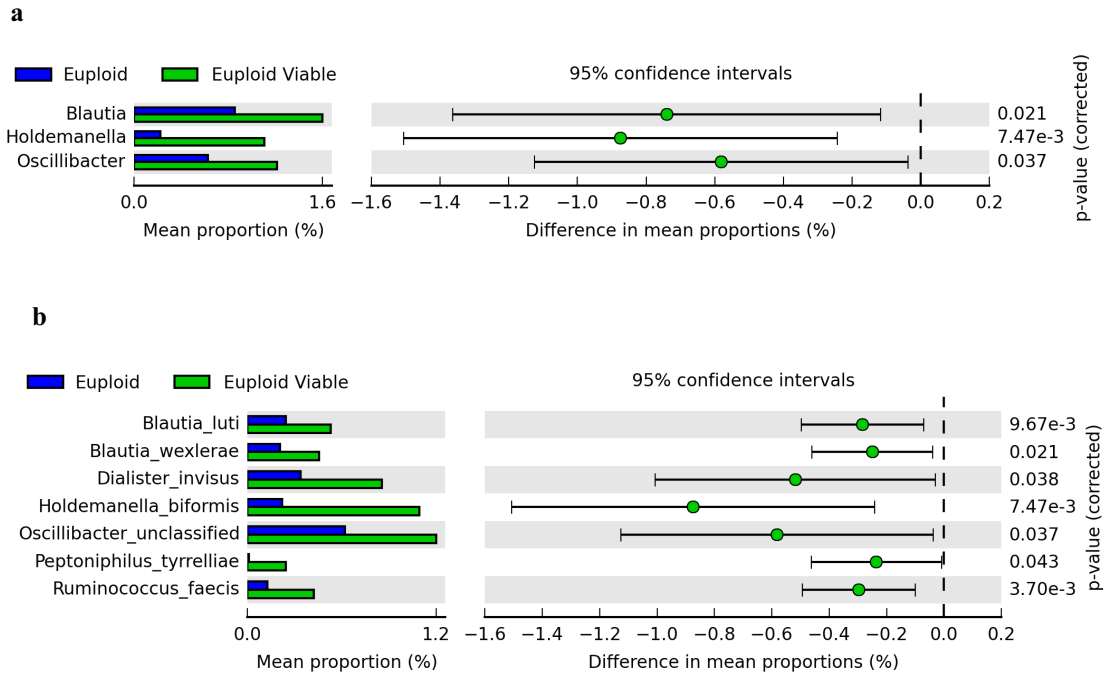 a
Euploid Euploid Viable 95% confidence intervals
Blautia 0.021
Holdemanella 7.47e-3
Oscillibacter 0.037
p-value (corrected)
0.0 1.6 −1.6 −1.4 −1.2 −1.0 −0.8 −0.6 −0.4 −0.2 0.0 0.2
Mean proportion (%) Difference in mean proportions (%)
b
Euploid Euploid Viable 95% confidence intervals
Blautia_luti 9.67e-3
Blautia_wexlerae 0.021
Dialister_invisus 0.038
Holdemanella_biformis 7.47e-3
Oscillibacter_unclassified 0.037
Peptoniphilus_tyrrelliae 0.043
Ruminococcus_faecis 3.70e-3
p-value (corrected)
0.0 1.2 −1.6 −1.4 −1.2 −1.0 −0.8 −0.6 −0.4 −0.2 0.0 0.2
Mean proportion (%) Difference in mean proportions (%)